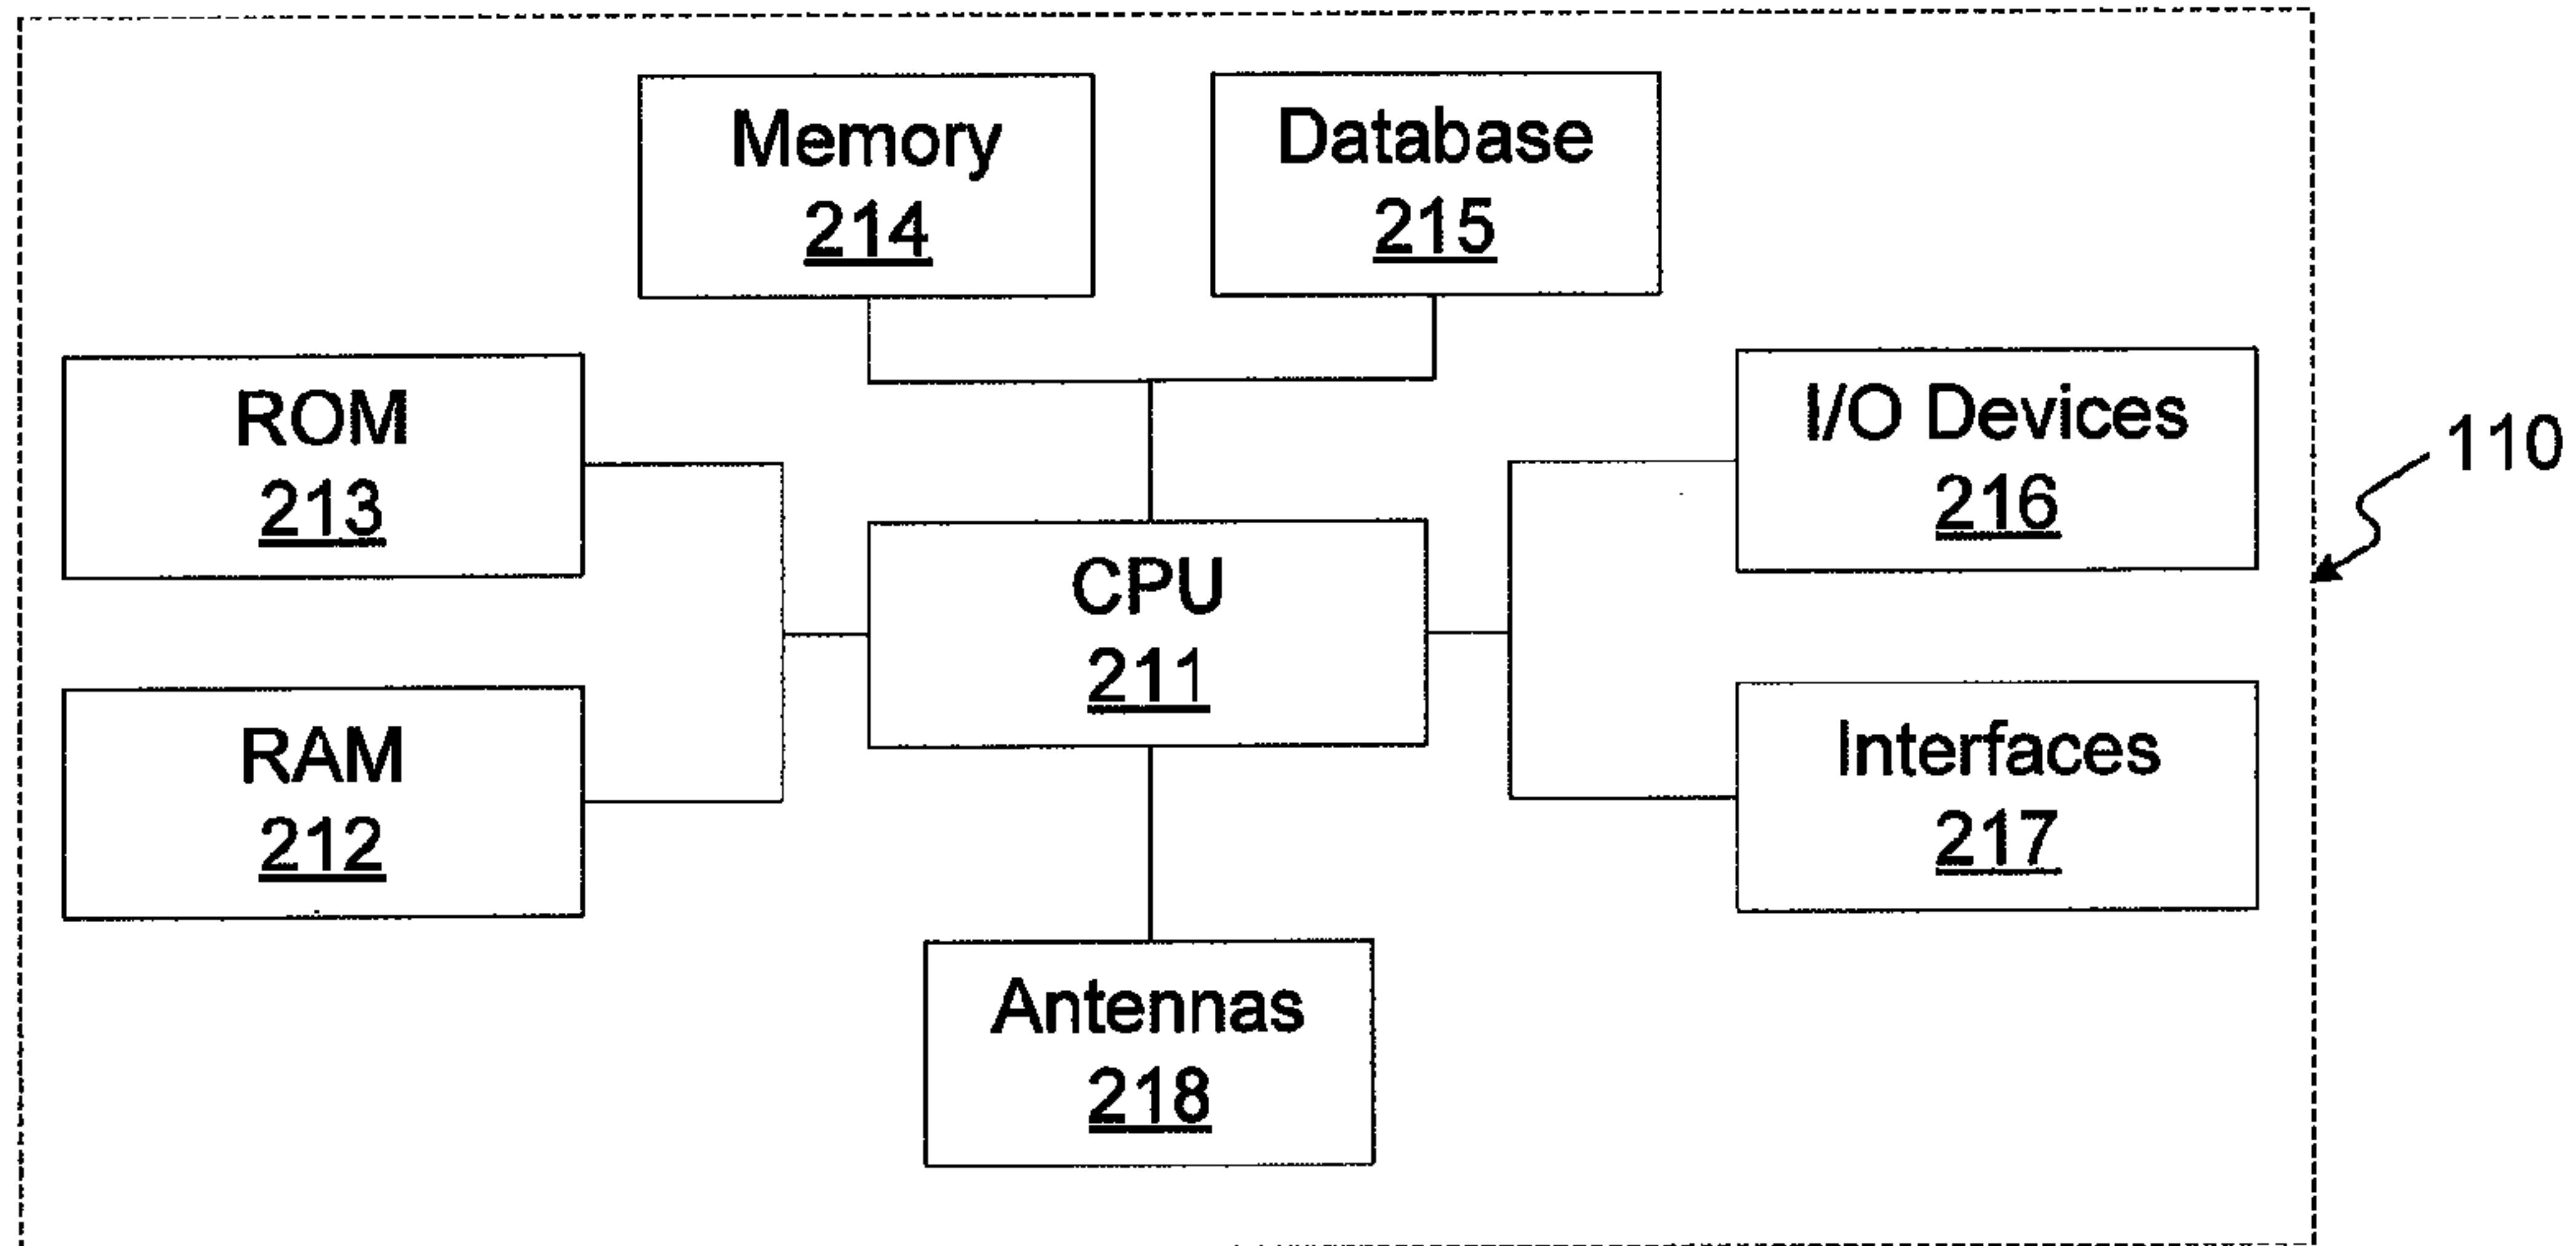 Memory
214
Database
215
ROM
213
I/O Devices
216
110
CPU
211
RAM
212
Interfaces
217
Antennas
218